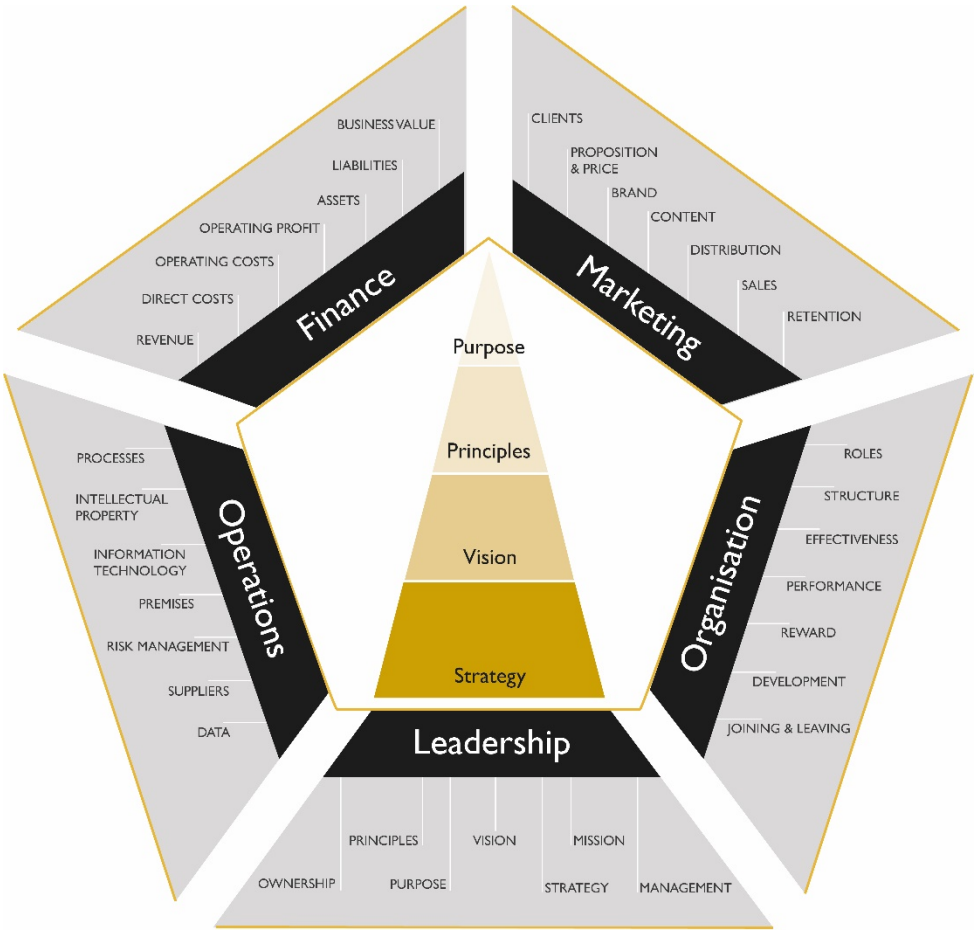 BUSINESS VALUE
LIABILITIES
ASSETS
OPERATING PROFIT
OPERATING COSTS
DIRECT COSTS
REVENUE
Finance
CLIENTS
PROPOSITION
& PRICE
BRAND
CONTENT
DISTRIBUTION
SALES
RETENTION
Marketing
Purpose
Principles
Vision
Strategy
PROCESSES
INTELLECTUAL
PROPERTY
INFORMATION
TECHNOLOGY
PREMISES
RISK MANAGEMENT
SUPPLIERS
DATA
Operations
ROLES
STRUCTURE
EFFECTIVENESS
PERFORMANCE
REWARD
DEVELOPMENT
JOINING & LEAVING
Organisation
Leadership
OWNERSHIP
PRINCIPLES
PURPOSE
VISION
STRATEGY
MISSION
MANAGEMENT